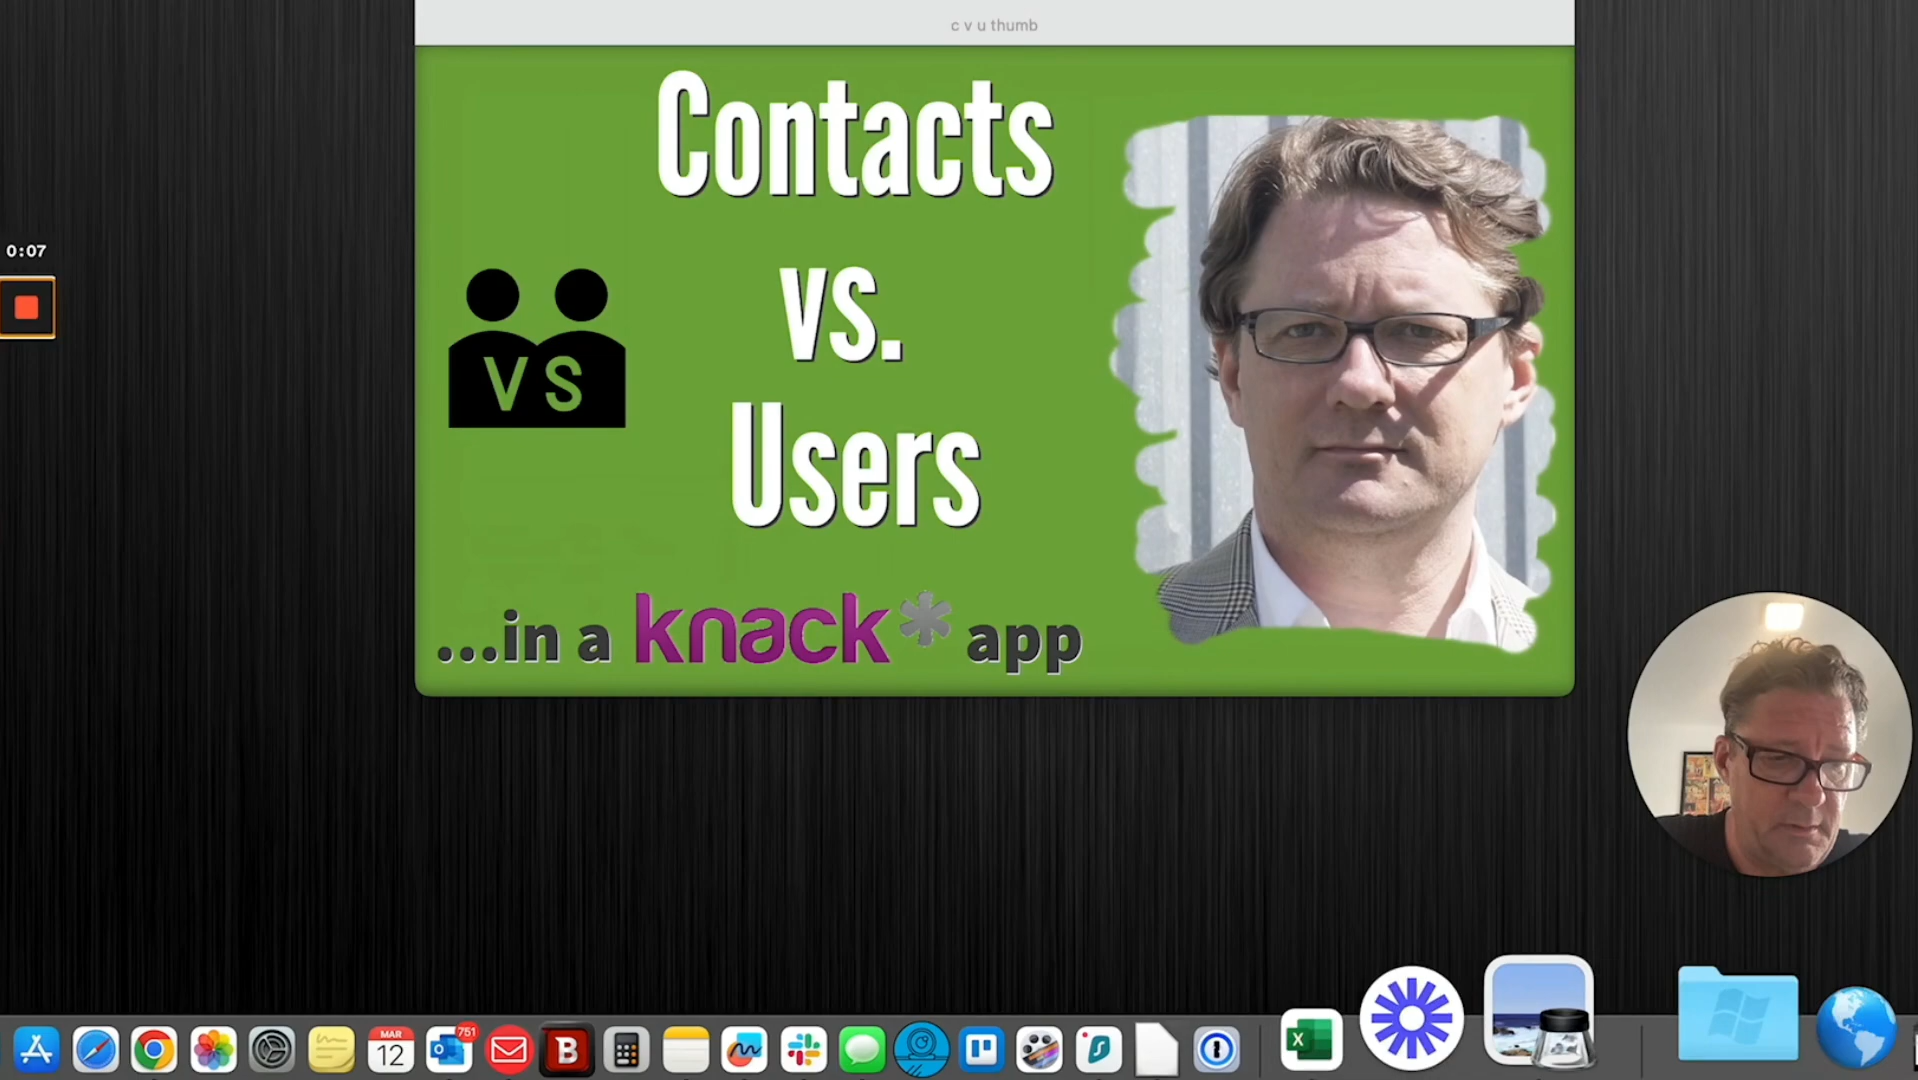 c v u thumb
Contacts
vs.
Users
VS
...in a knack* app
0:07
MAR
12
751
B